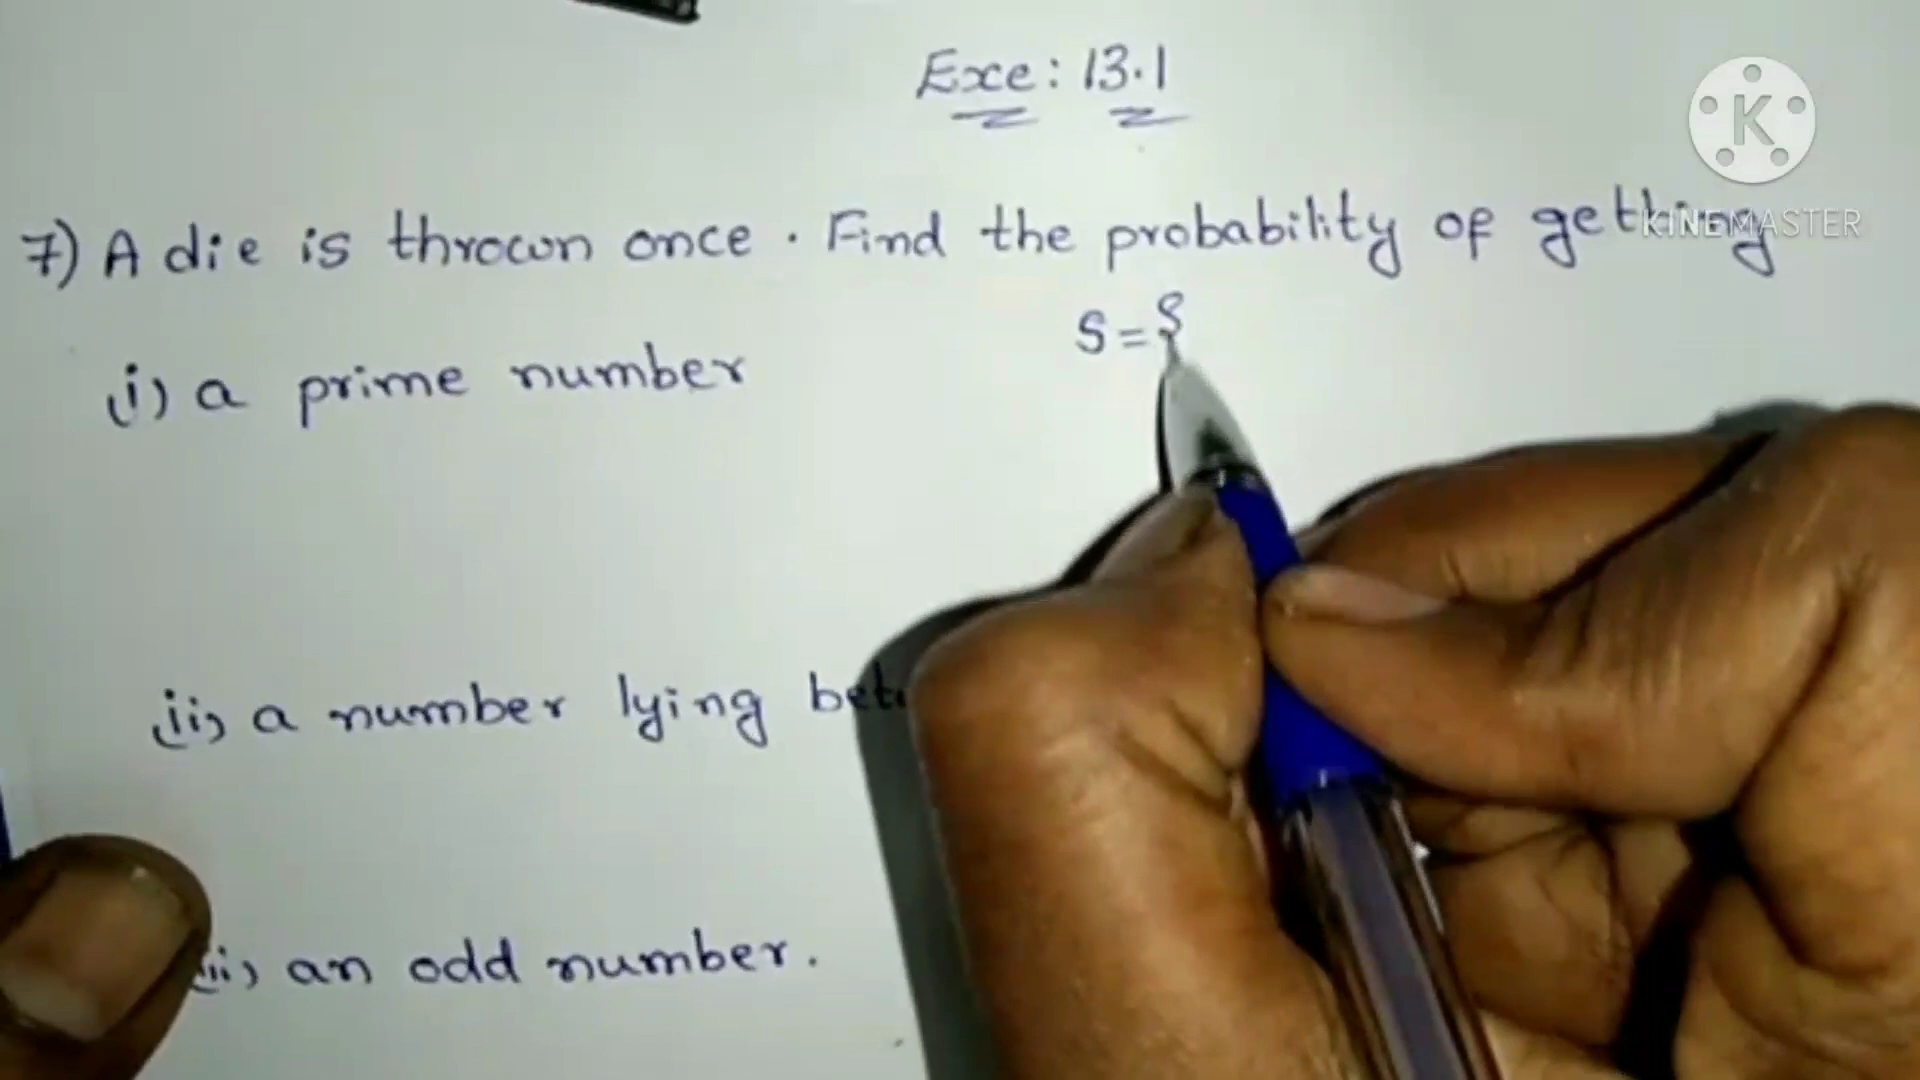 Exe: 13.1
K
KINEMASTER
7) A die is thrown once. Find the probability of getting
S = {
(i) a prime number
(ii) a number lying
(iii) an odd number.